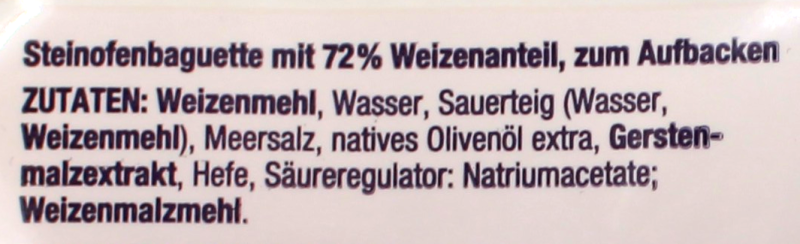 Steinofenbaguette mit 72% Weizenanteil, zum Aufbacken
ZUTATEN: Weizenmehl, Wasser, Sauerteig (Wasser,
Weizenmehl), Meersalz, natives Olivenöl extra, Gersten-
malzextrakt, Hefe, Säureregulator: Natriumacetate;
Weizenmalzmehl.